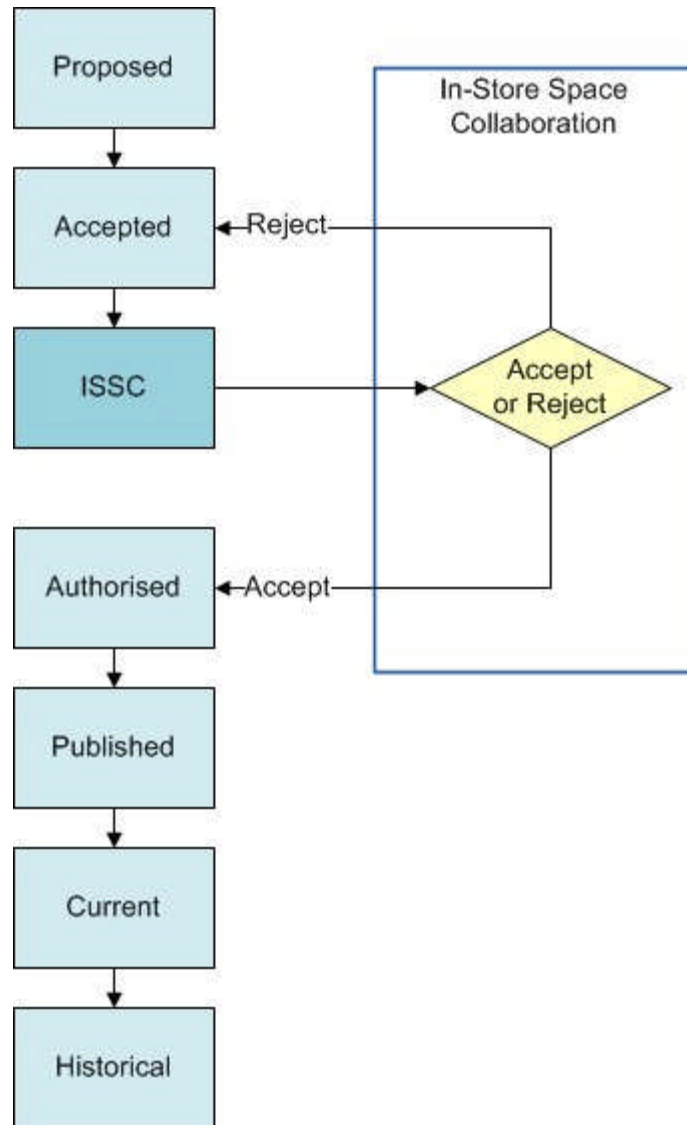 Proposed
In-Store Space
Collaboration
Accepted
Reject
ISSC
Accept
or Reject
Authorised
Accept
Published
Current
Historical